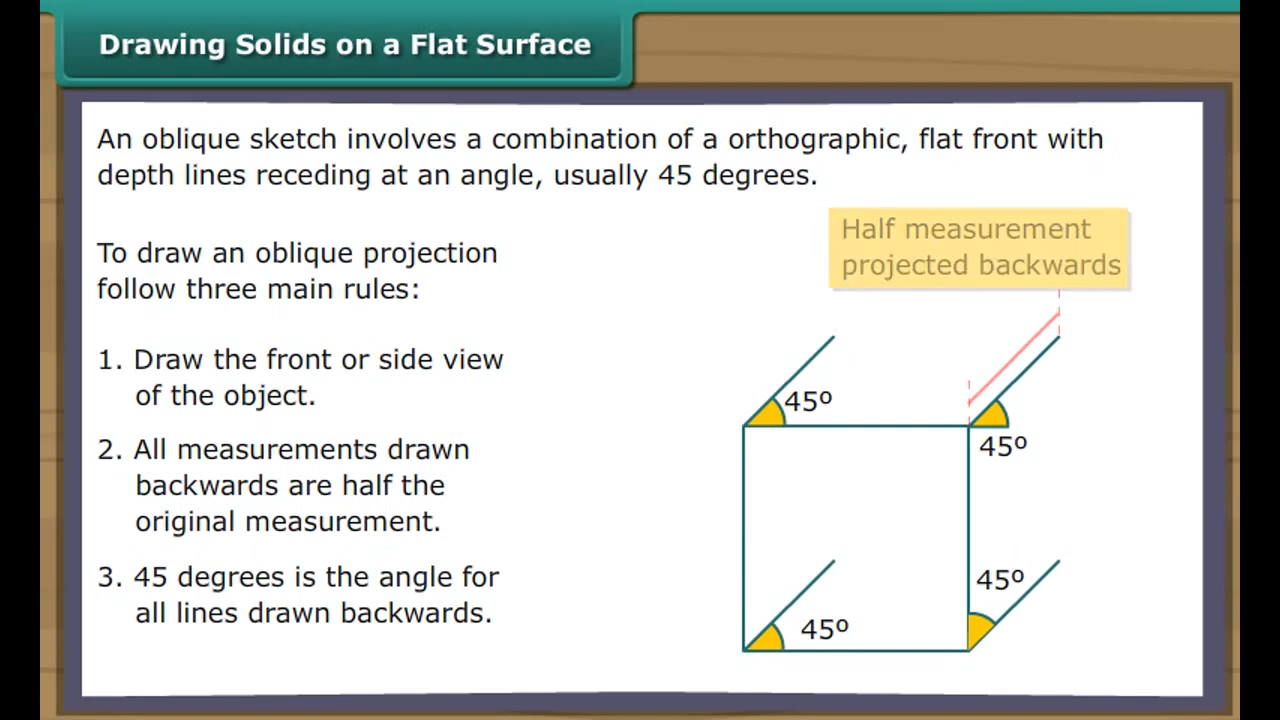 Drawing Solids on a Flat Surface
An oblique sketch involves a combination of a orthographic, flat front with
depth lines receding at an angle, usually 45 degrees.
To draw an oblique projection
follow three main rules:
1. Draw the front or side view
of the object.
2. All measurements drawn
backwards are half the
original measurement.
3. 45 degrees is the angle for
all lines drawn backwards.
Half measurement
projected backwards
45º
45º
45º
45º